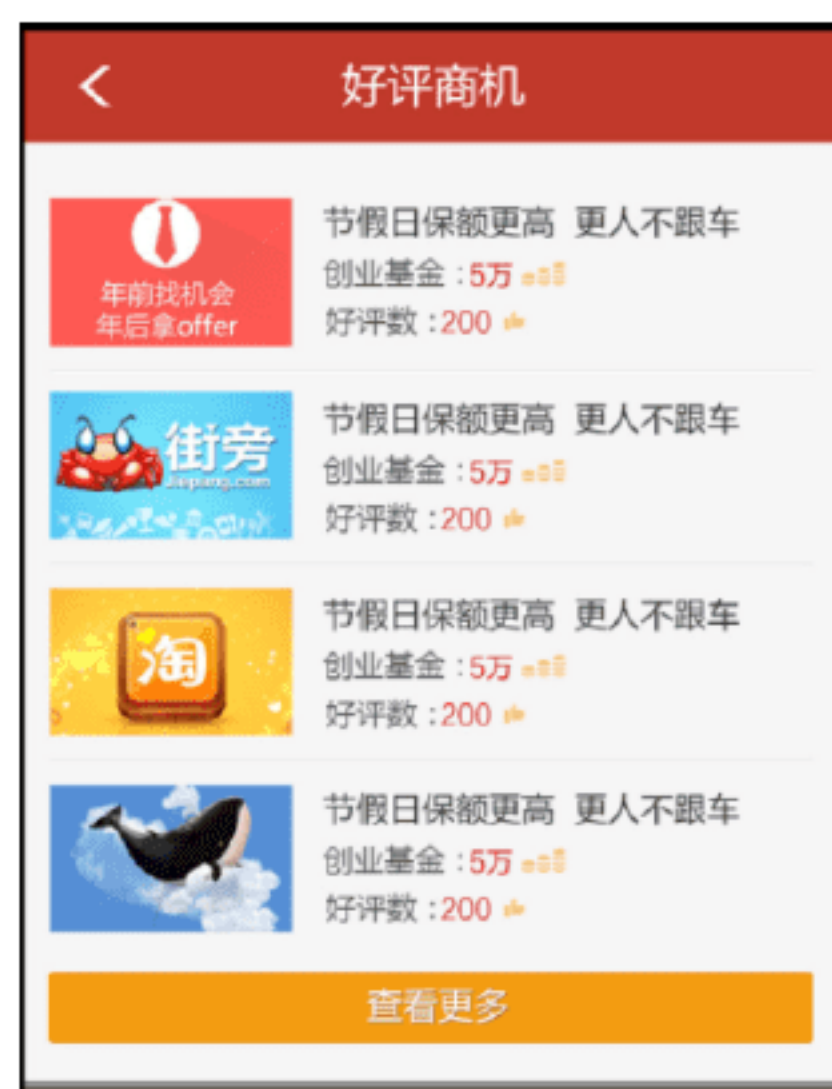 好评商机
年前找机会
年后拿offer
节假日保额更高 更人不跟车
创业基金：5万
好评数：200
街旁
Jiepang.com
节假日保额更高 更人不跟车
创业基金：5万
好评数：200
淘
节假日保额更高 更人不跟车
创业基金：5万
好评数：200
节假日保额更高 更人不跟车
创业基金：5万
好评数：200
查看更多